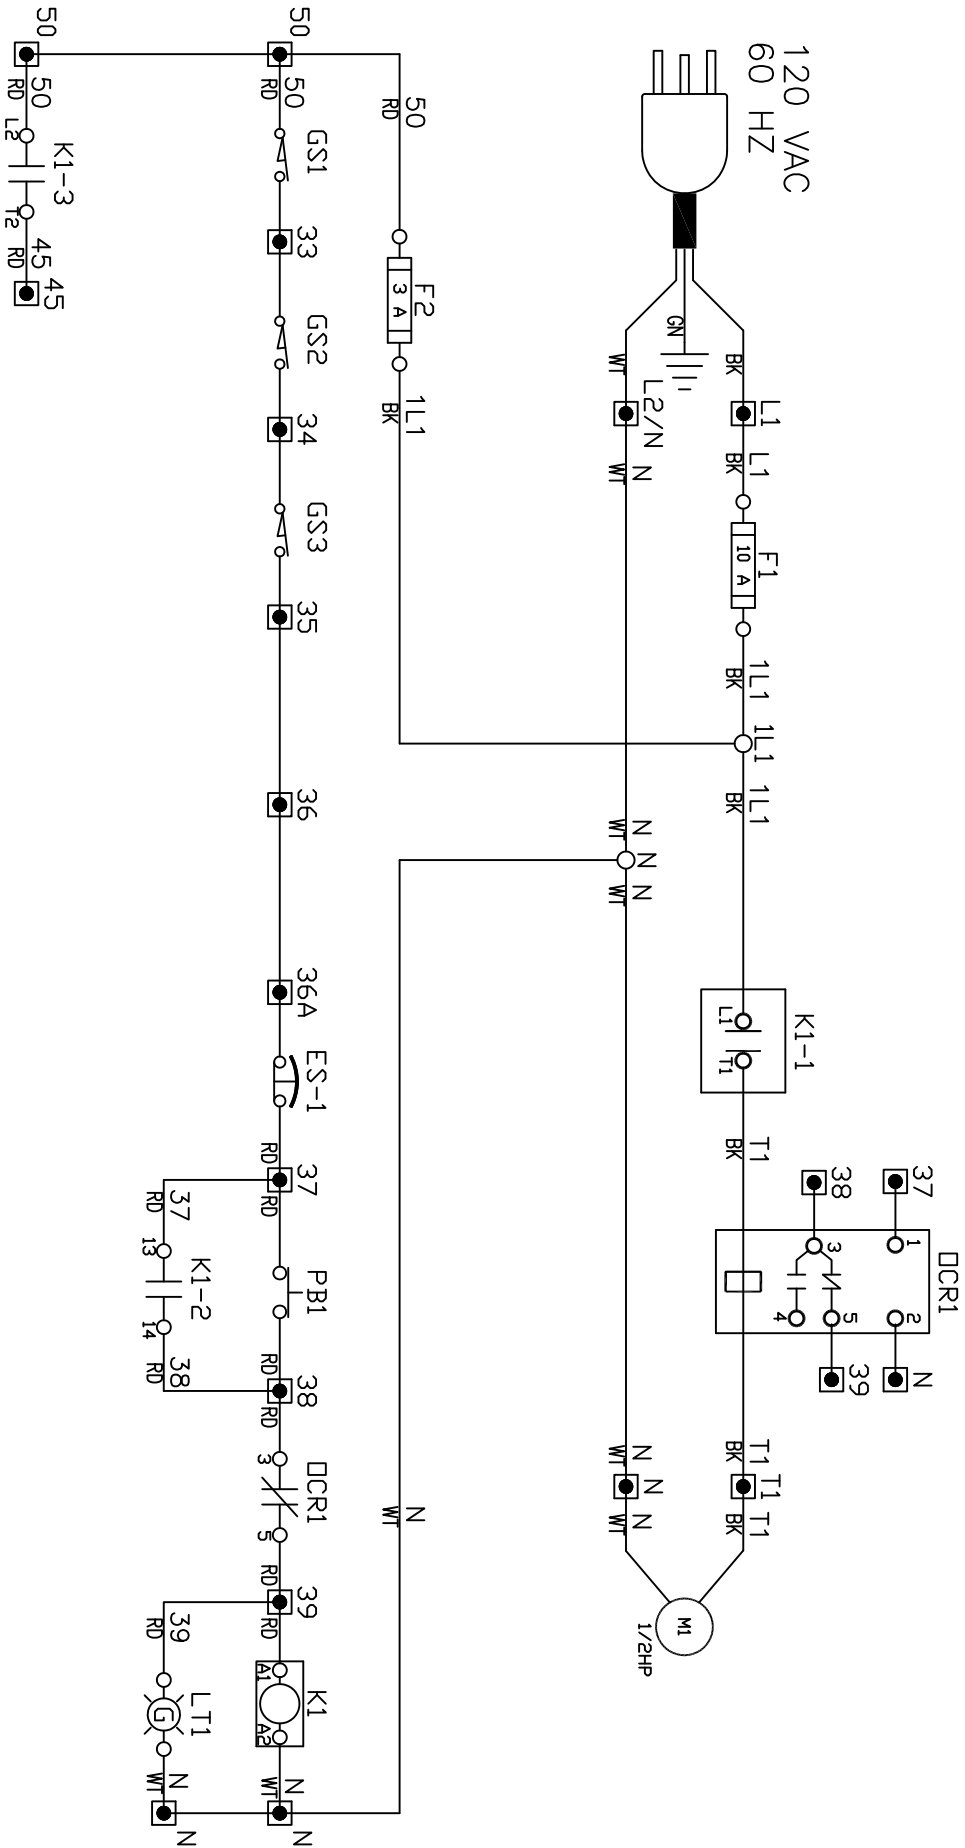 120 VAC
60 HZ
OCR1
37
1
2
N
38
3
5
39
4
K1-1
L1
L1
F1
1L1
1L1
1L1
T1
T1
T1
T1
BK
BK
10 A
BK
BK
L1
T1
BK
BK
BK
GN
M1
1/2HP
L2/N
N
N
N
N
N
N
N
WT
WT
WT
WT
WT
WT
50
F2
1L1
N
RD
3 A
BK
WT
50
50
GS1
33
GS2
34
GS3
35
36
36A
ES-1
37
PB1
38
OCR1
39
K1
N
N
RD
RD
RD
RD
RD
3
5
RD
RD
A1
A2
WT
37
K1-2
38
39
LT1
N
N
RD
13
14
RD
RD
G
WT
50
50
K1-3
45
45
RD
L2
T2
RD